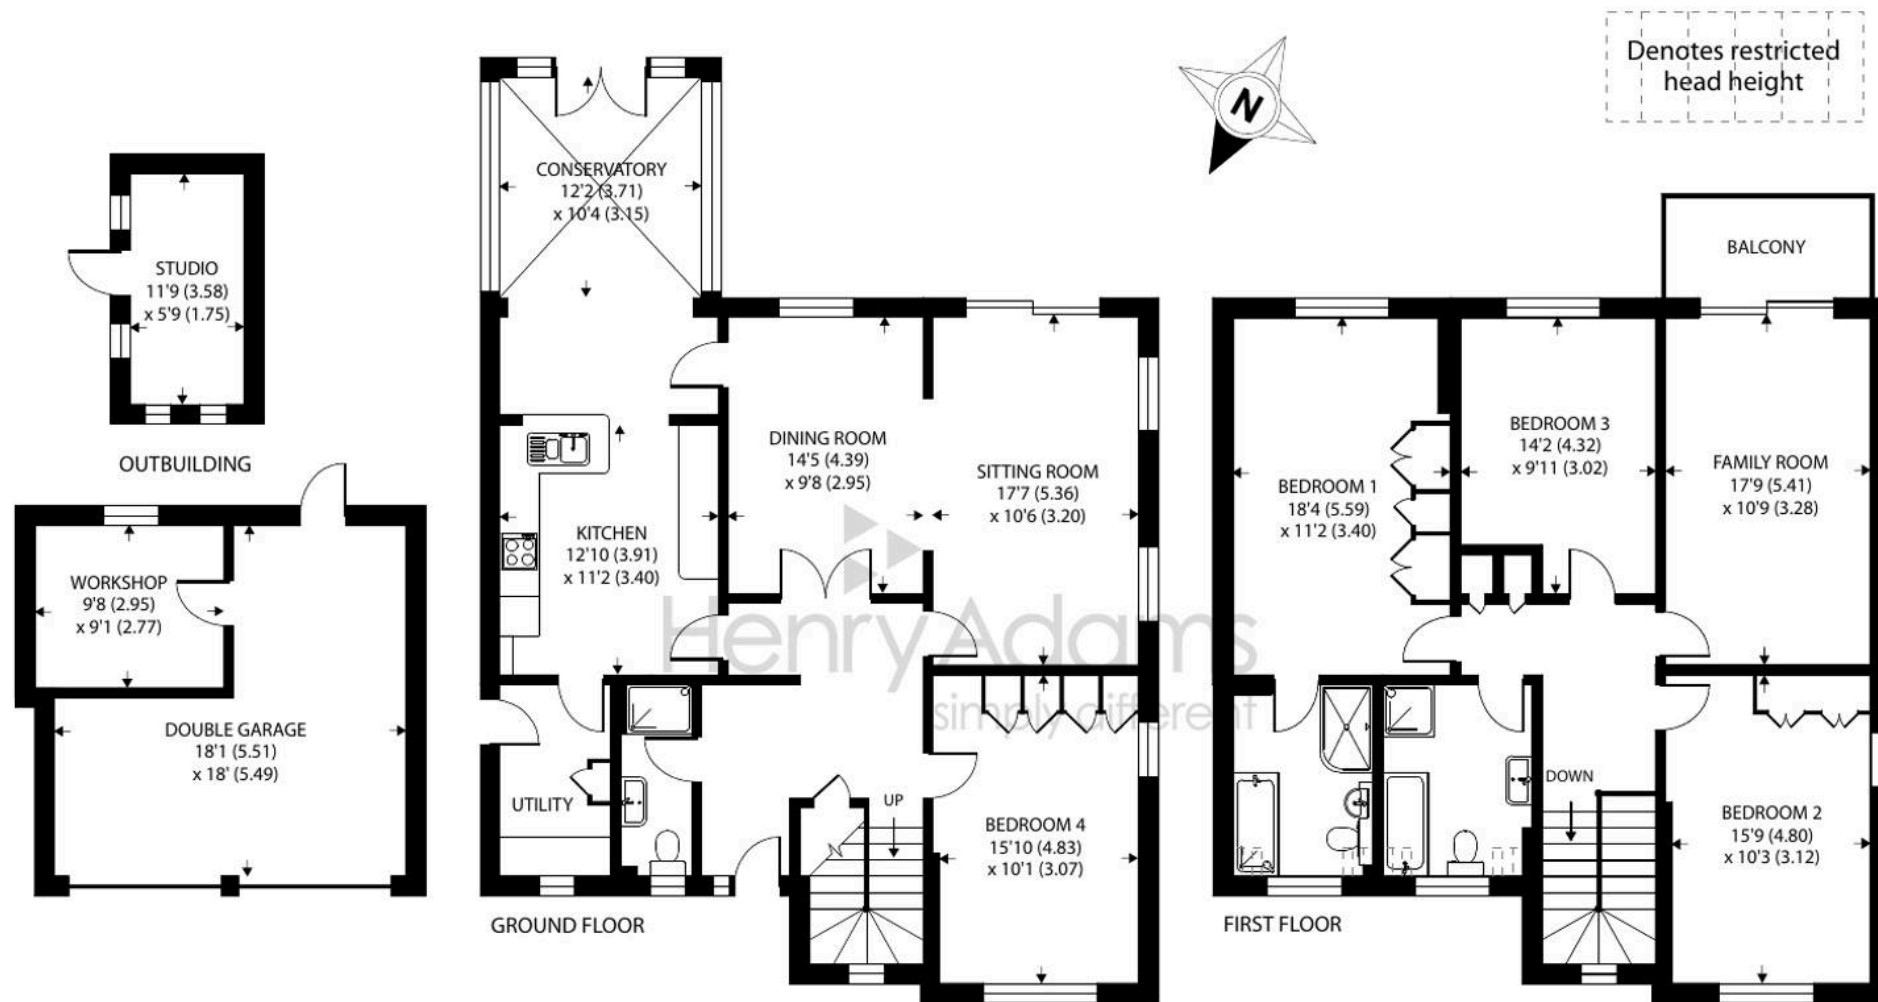 Denotes restricted
head height
N
CONSERVATORY
12'2 (3.71)
x 10'4 (3.15)
STUDIO
11'9 (3.58)
x 5'9 (1.75)
OUTBUILDING
WORKSHOP
9'8 (2.95)
x 9'1 (2.77)
DOUBLE GARAGE
18'1 (5.51)
x 18' (5.49)
KITCHEN
12'10 (3.91)
x 11'2 (3.40)
DINING ROOM
14'5 (4.39)
x 9'8 (2.95)
SITTING ROOM
17'7 (5.36)
x 10'6 (3.20)
UTILITY
UP
BEDROOM 4
15'10 (4.83)
x 10'1 (3.07)
GROUND FLOOR
HenryAdams
simply different
BALCONY
BEDROOM 1
18'4 (5.59)
x 11'2 (3.40)
BEDROOM 3
14'2 (4.32)
x 9'11 (3.02)
FAMILY ROOM
17'9 (5.41)
x 10'9 (3.28)
DOWN
BEDROOM 2
15'9 (4.80)
x 10'3 (3.12)
FIRST FLOOR